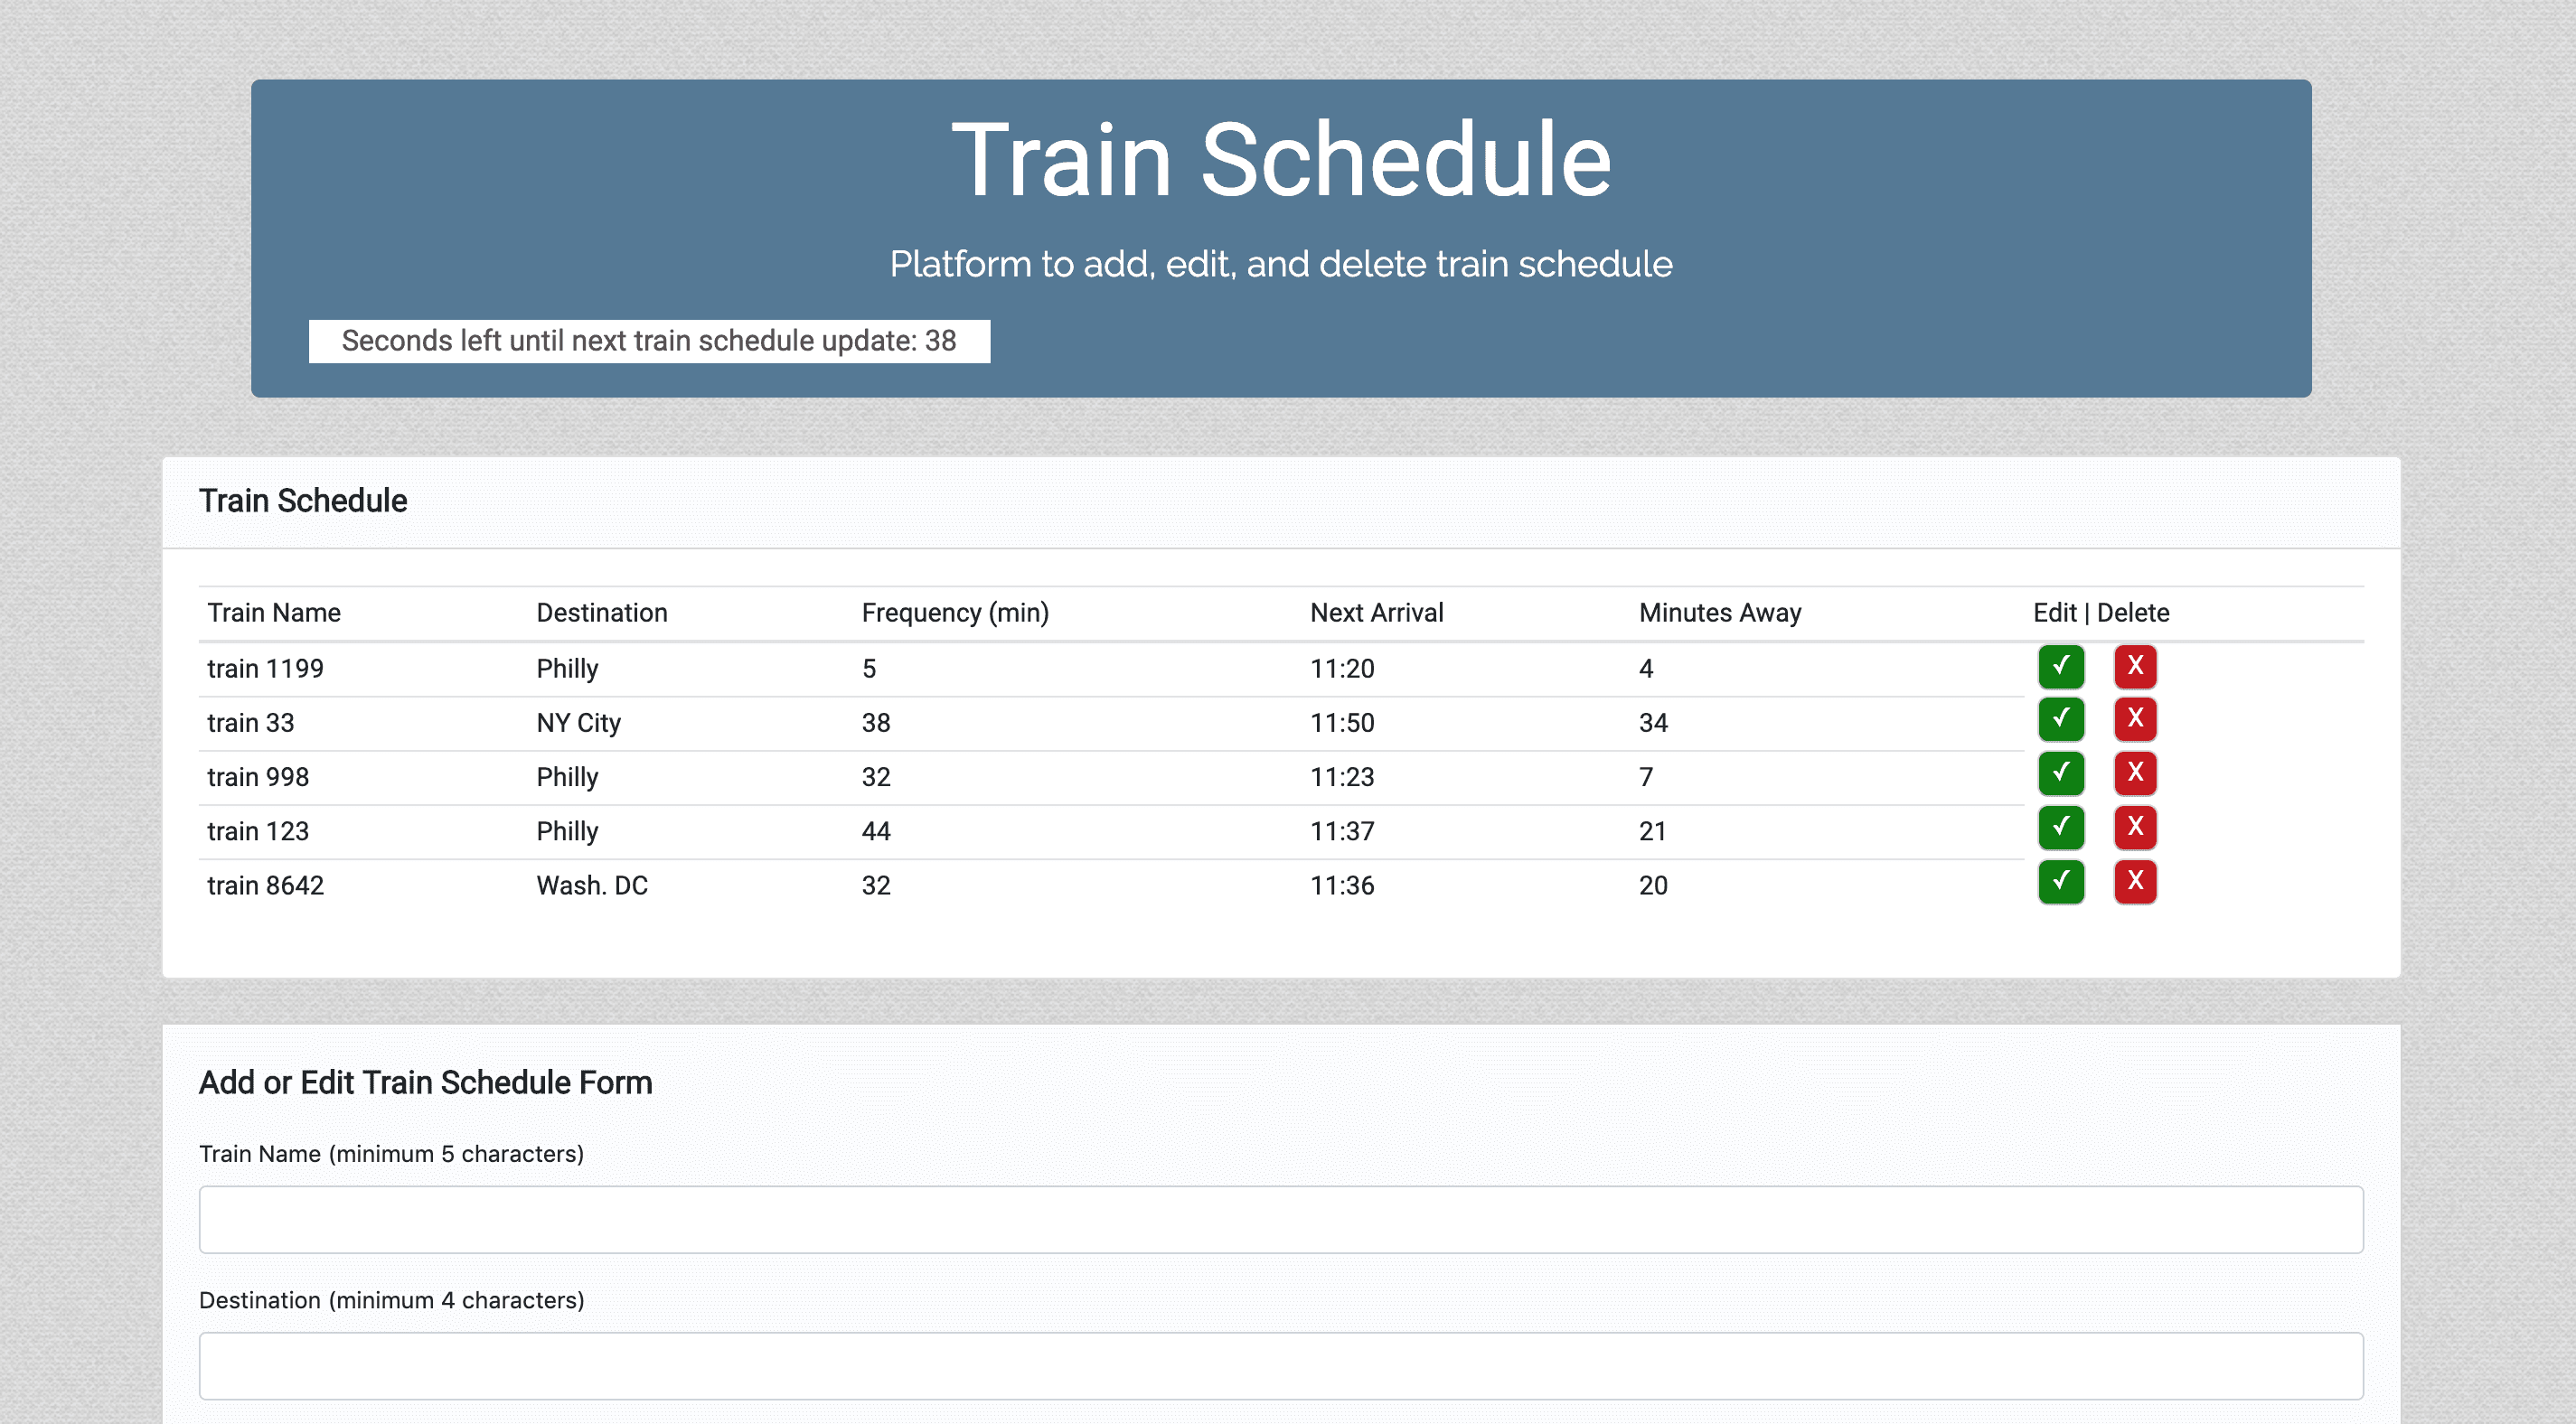 Train Schedule
Platform to add, edit, and delete train schedule
Seconds left until next train schedule update: 38
Train Schedule
Train Name Destination Frequency (min) Next Arrival Minutes Away Edit | Delete
train 1199 Philly 5 11:20 4 ✓ X
train 33 NY City 38 11:50 34 ✓ X
train 998 Philly 32 11:23 7 ✓ X
train 123 Philly 44 11:37 21 ✓ X
train 8642 Wash. DC 32 11:36 20 ✓ X
Add or Edit Train Schedule Form
Train Name (minimum 5 characters)
Destination (minimum 4 characters)